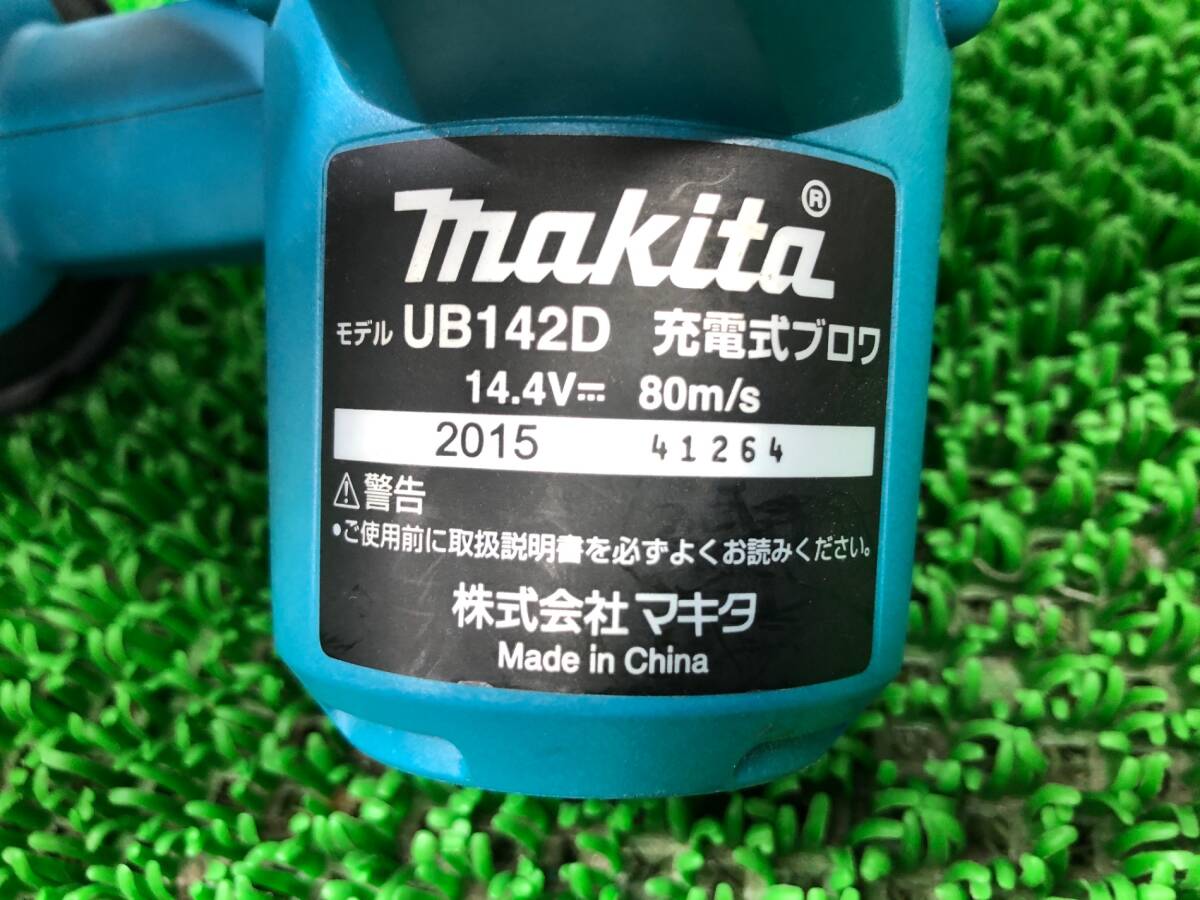 makita®
モデル UB142D 充電式ブロワ
14.4V⎓ 80m/s
2015 41264
⚠警告
•ご使用前に取扱説明書を必ずよくお読みください。
株式会社マキタ
Made in China